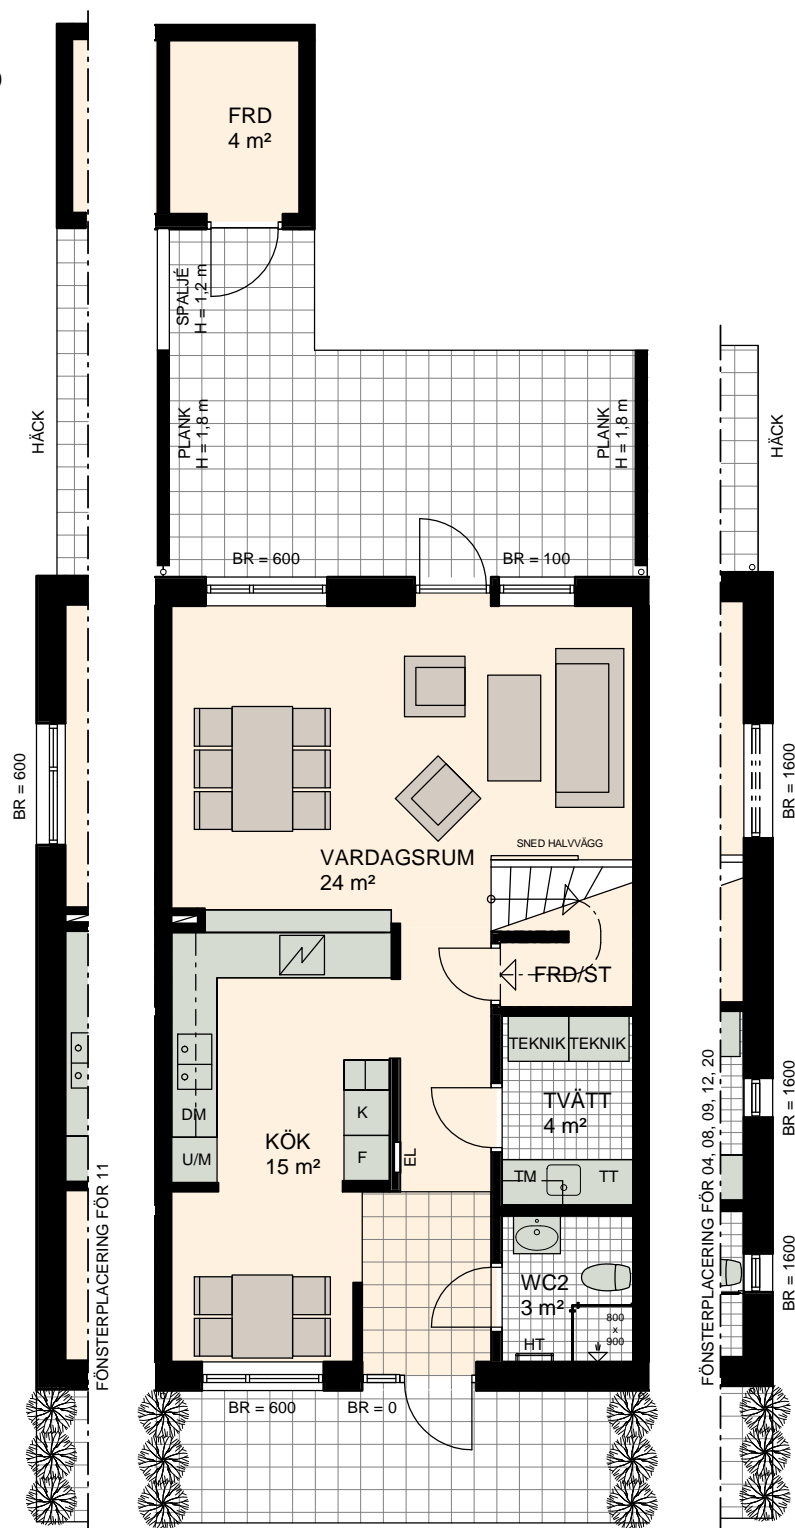 FRD
4 m²
SPALJÉ
H = 1,2 m
HÄCK
PLANK
H = 1,8 m
PLANK
H = 1,8 m
HÄCK
BR = 600
BR = 100
BR = 600
BR = 1600
SNED HALVVÄGG
VARDAGSRUM
24 m²
FRD/ST
TEKNIK
TEKNIK
TVÄTT
4 m²
DM
K
KÖK
15 m²
U/M
F
EL
TM
TT
BR = 1600
FÖNSTERPLACERING FÖR 11
FÖNSTERPLACERING FÖR 04, 08, 09, 12, 20
WC2
3 m²
800
x
900
HT
BR = 1600
BR = 600
BR = 0